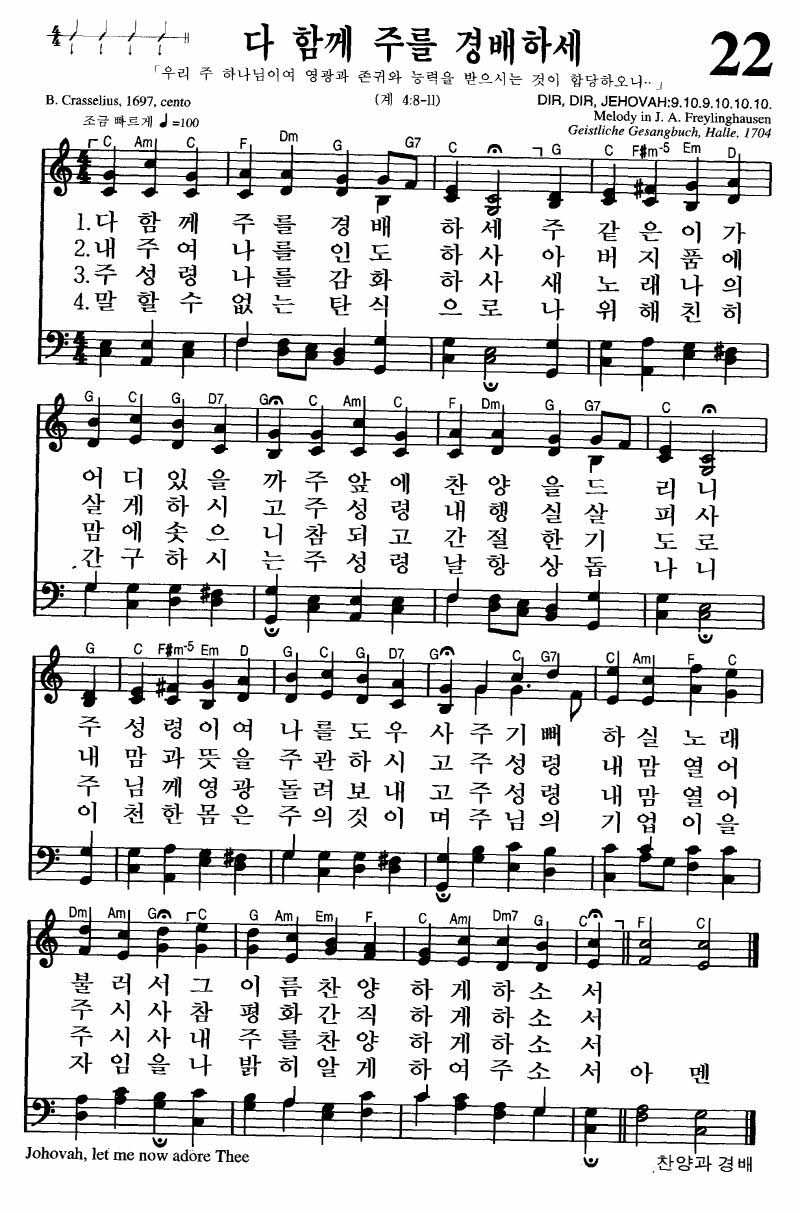 다 함께 주를 경배하세
22
「우리 주 하나님이여 영광과 존귀와 능력을 받으시는 것이 합당하오니··」
B. Crasselius, 1697, cento
(계 4:8-11)
DIR, DIR, JEHOVAH:9.10.9.10.10.10.
Melody in J. A. Freylinghausen
조금 빠르게 ♩=100
Geistliche Gesangbuch, Halle, 1704
C Am C F Dm G G7 C G C F#m-5 Em D
1.다 함 께 주 를 경 배 하 세 주 같 은 이 가
2.내 주 여 나 를 인 도 하 사 아 버 지 품 에
3.주 성 령 나 를 감 화 하 사 새 노 래 나 의
4.말 할 수 없 는 탄 식 으 로 나 위 해 친 히
G C G D7 G C Am C F Dm G G7 C
어 디 있 을 까 주 앞 에 찬 양 을 드 리 니
살 게 하 시 고 주 성 령 내 행 실 살 피 사
맘 에 솟 으 니 참 되 고 간 절 한 기 도 로
간 구 하 시 는 주 성 령 날 항 상 돕 나 니
G C F#m-5 Em D G C G D7 G C G7 C Am F C
주 성 령 이 여 나 를 도 우 사 주 기 뻐 하 실 노 래
내 맘 과 뜻 을 주 관 하 시 고 주 성 령 내 맘 열 어
주 님 께 영 광 돌 려 보 내 고 주 성 령 내 맘 열 어
이 천 한 몸 은 주 의 것 이 며 주 님 의 기 업 이 을
Dm Am G C G Am Em F C Am Dm7 G C F C
불 러 서 그 이 름 찬 양 하 게 하 소 서
주 시 사 참 평 화 간 직 하 게 하 소 서
주 시 사 내 주 를 찬 양 하 게 하 소 서
자 임 을 나 밝 히 알 게 하 여 주 소 서 아 멘
Johovah, let me now adore Thee
찬양과 경배